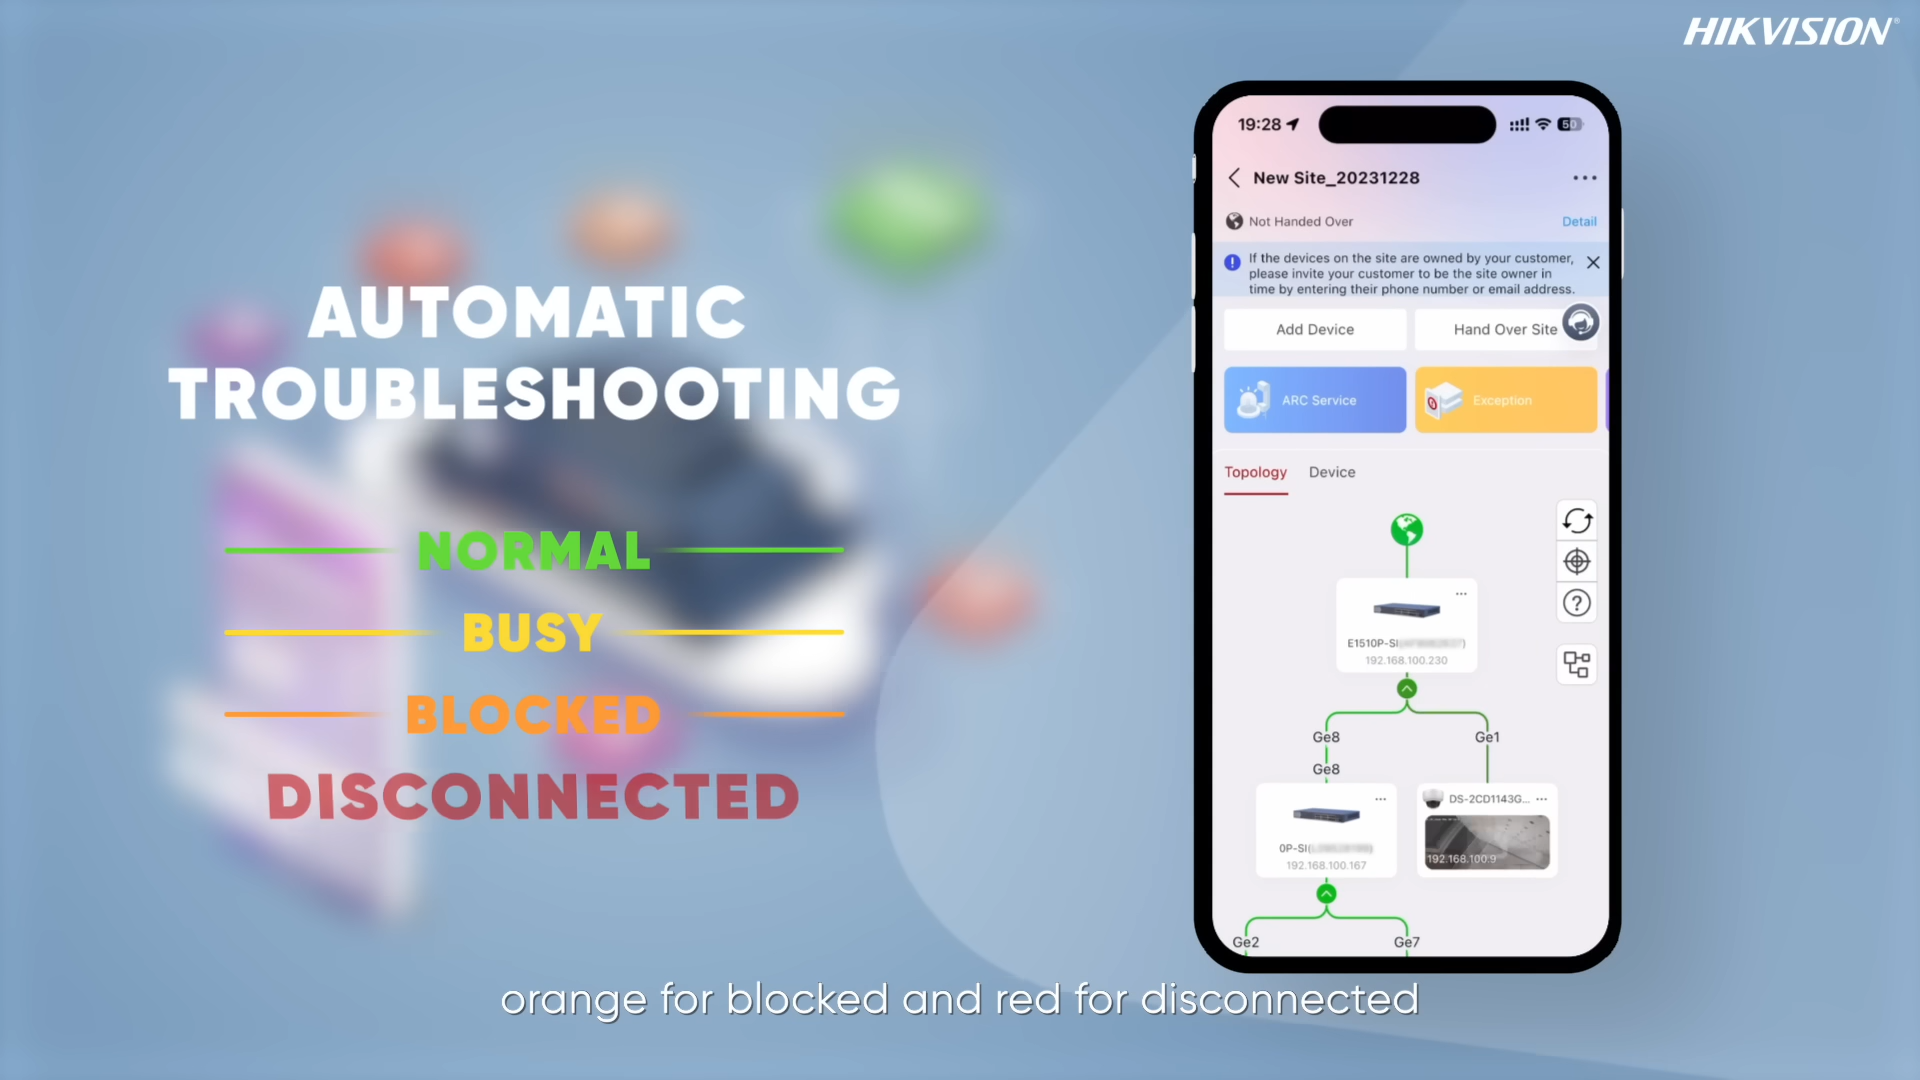 HIKVISION
AUTOMATIC
TROUBLESHOOTING
NORMAL
BUSY
BLOCKED
DISCONNECTED
19:28
50
New Site_20231228
Not Handed Over
Detail
If the devices on the site are owned by your customer,
please invite your customer to be the site owner in
time by entering their phone number or email address.
Add Device
Hand Over Site
ARC Service
Exception
Topology
Device
E1510P-SI(
192.168.100.230
Ge8
Ge1
Ge8
0P-SI(
192.168.100.167
DS-2CD1143G...
192.168.100.9
Ge2
Ge7
orange for blocked and red for disconnected